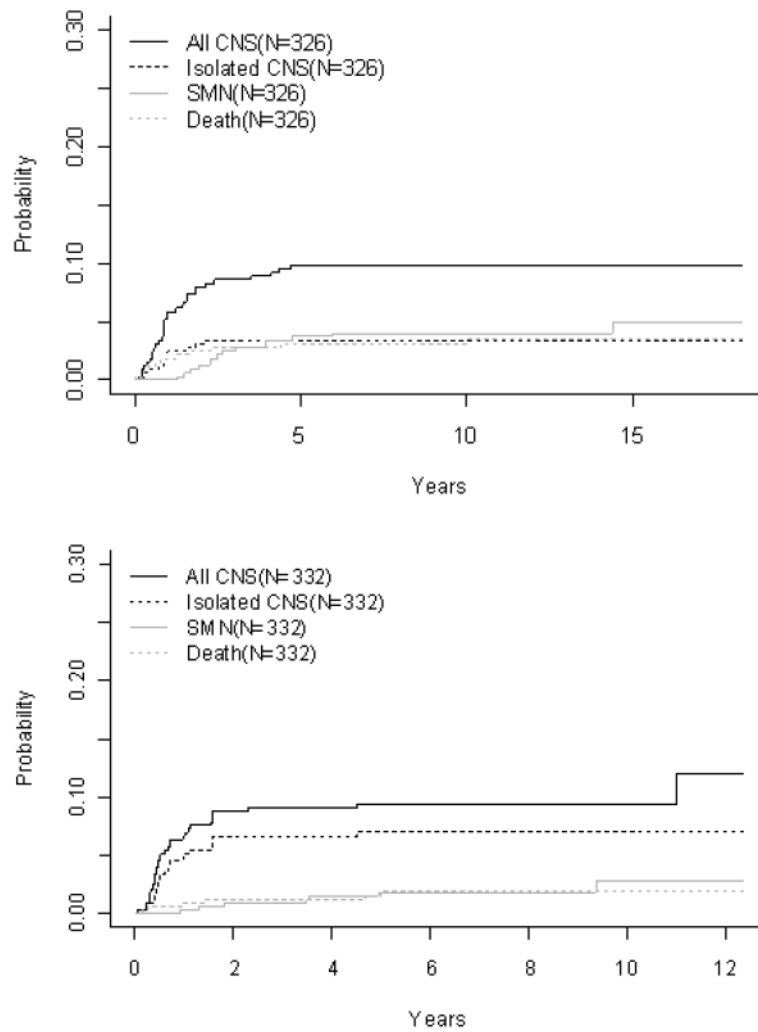 0.30
All CNS(N=326)
Isolated CNS(N=326)
SMN(N=326)
Death(N=326)
0.20
Probability
0.10
0.00
0 5 10 15
Years
0.30
All CNS(N=332)
Isolated CNS(N=332)
SMN(N=332)
Death(N=332)
0.20
Probability
0.10
0.00
0 2 4 6 8 10 12
Years